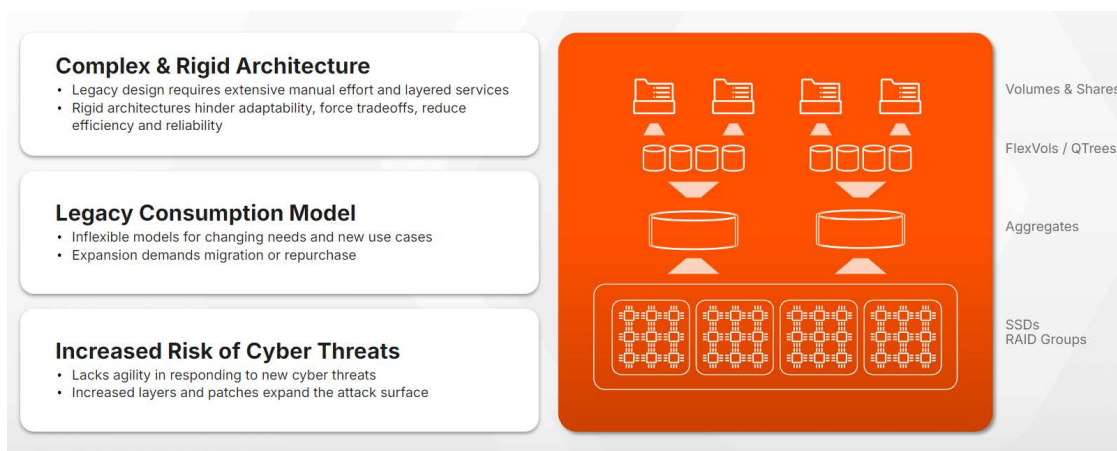 Complex & Rigid Architecture
• Legacy design requires extensive manual effort and layered services
• Rigid architectures hinder adaptability, force tradeoffs, reduce
efficiency and reliability
Legacy Consumption Model
• Inflexible models for changing needs and new use cases
• Expansion demands migration or repurchase
Increased Risk of Cyber Threats
• Lacks agility in responding to new cyber threats
• Increased layers and patches expand the attack surface
Volumes & Shares
FlexVols / QTrees
Aggregates
SSDs
RAID Groups